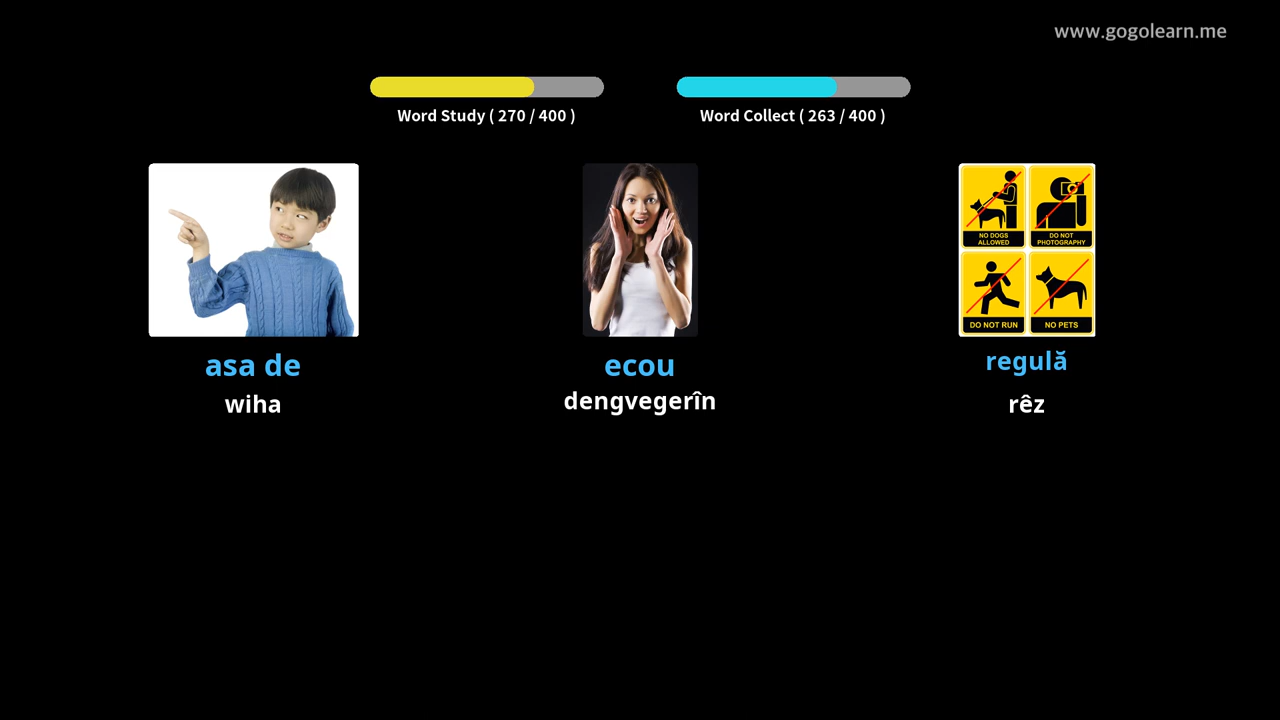 www.gogolearn.me
Word Study ( 270 / 400 )
Word Collect ( 263 / 400 )
NO DOGS
ALLOWED
DO NOT
PHOTOGRAPHY
DO NOT RUN
NO PETS
asa de
ecou
regulă
wiha
dengvegerîn
rêz